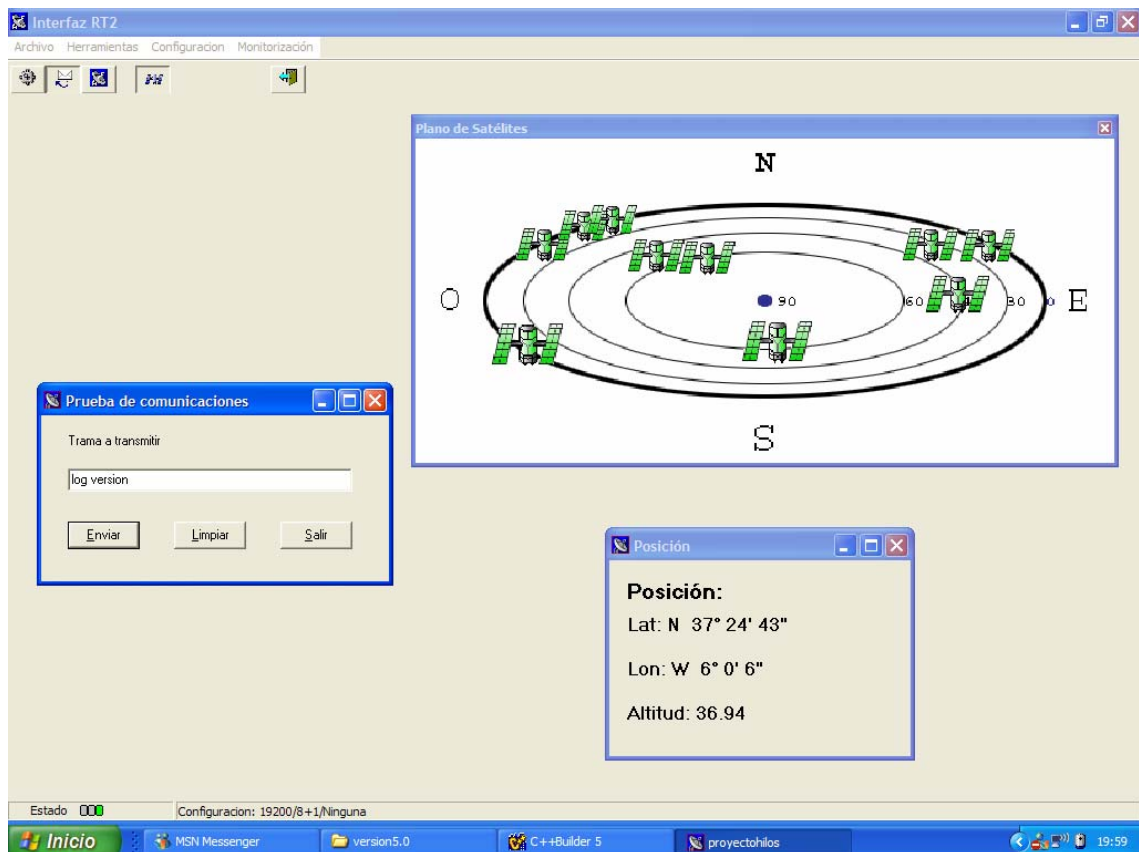 Interfaz RT2
Archivo Herramientas Configuracion Monitorización
Plano de Satélites
N
O
90
60
30
0
E
S
Prueba de comunicaciones
Trama a transmitir
log version
Enviar Limpiar Salir
Posición
Posición:
Lat: N 37° 24' 43"
Lon: W 6° 0' 6"
Altitud: 36.94
Estado
Configuracion: 19200/8+1/Ninguna
Inicio
MSN Messenger
version5.0
C++Builder 5
proyectohilos
19:59